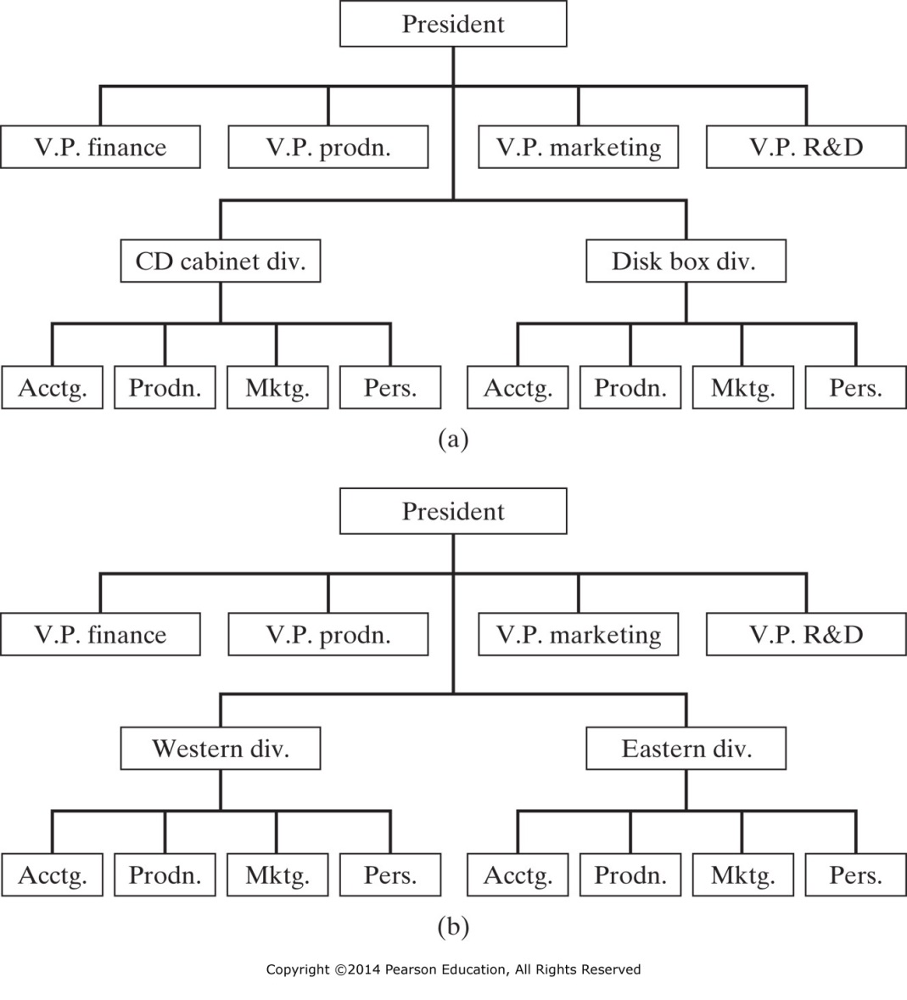 President
V.P. finance V.P. prodn. V.P. marketing V.P. R&D
CD cabinet div. Disk box div.
Acctg. Prodn. Mktg. Pers. Acctg. Prodn. Mktg. Pers.
(a)
President
V.P. finance V.P. prodn. V.P. marketing V.P. R&D
Western div. Eastern div.
Acctg. Prodn. Mktg. Pers. Acctg. Prodn. Mktg. Pers.
(b)
Copyright ©2014 Pearson Education, All Rights Reserved